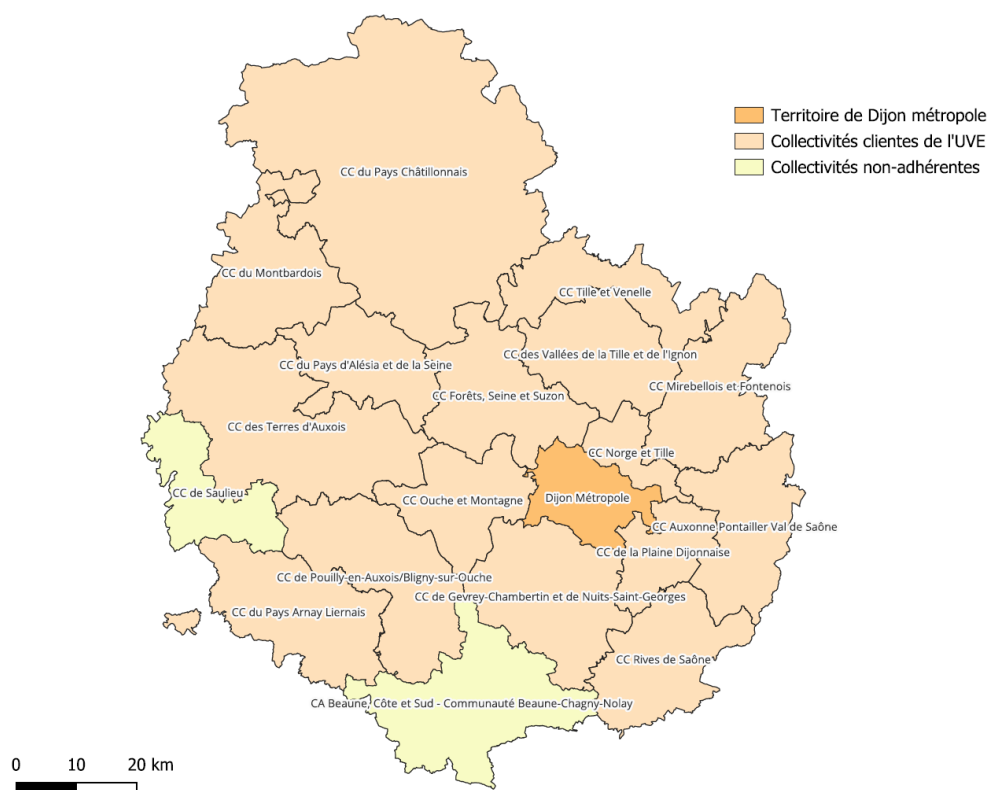 Territoire de Dijon métropole
Collectivités clientes de l'UVE
Collectivités non-adhérentes
CC du Pays Châtillonnais
CC du Montbardois
CC Tille et Venelle
CC des Vallées de la Tille et de l'Ignon
CC du Pays d'Alésia et de la Seine
CC Mirebellois et Fontenois
CC Forêts, Seine et Suzon
CC des Terres d'Auxois
CC Norge et Tille
CC de Saulieu
CC Ouche et Montagne
Dijon Métropole
CC Auxonne Pontailler Val de Saône
CC de la Plaine Dijonnaise
CC de Pouilly-en-Auxois/Bligny-sur-Ouche
CC de Gevrey-Chambertin et de Nuits-Saint-Georges
CC du Pays Arnay Liernais
CC Rives de Saône
CA Beaune, Côte et Sud - Communauté Beaune-Chagny-Nolay
0 10 20 km